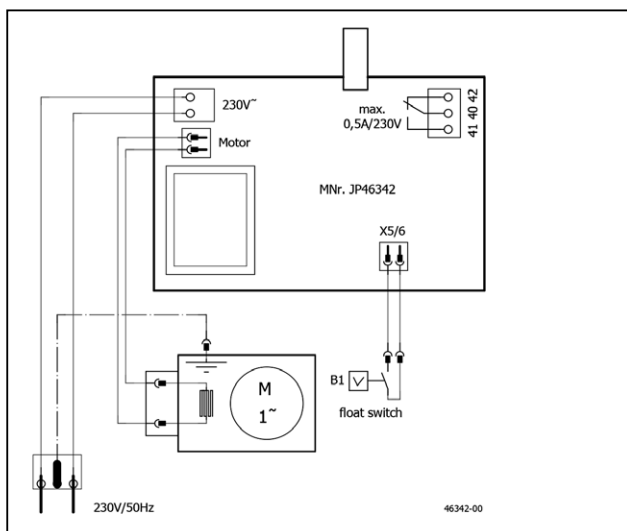 230V~
Motor
max.
0,5A/230V
41 40 42
MNr. JP46342
X5/6
B1
float switch
M
1~
230V/50Hz
46342-00